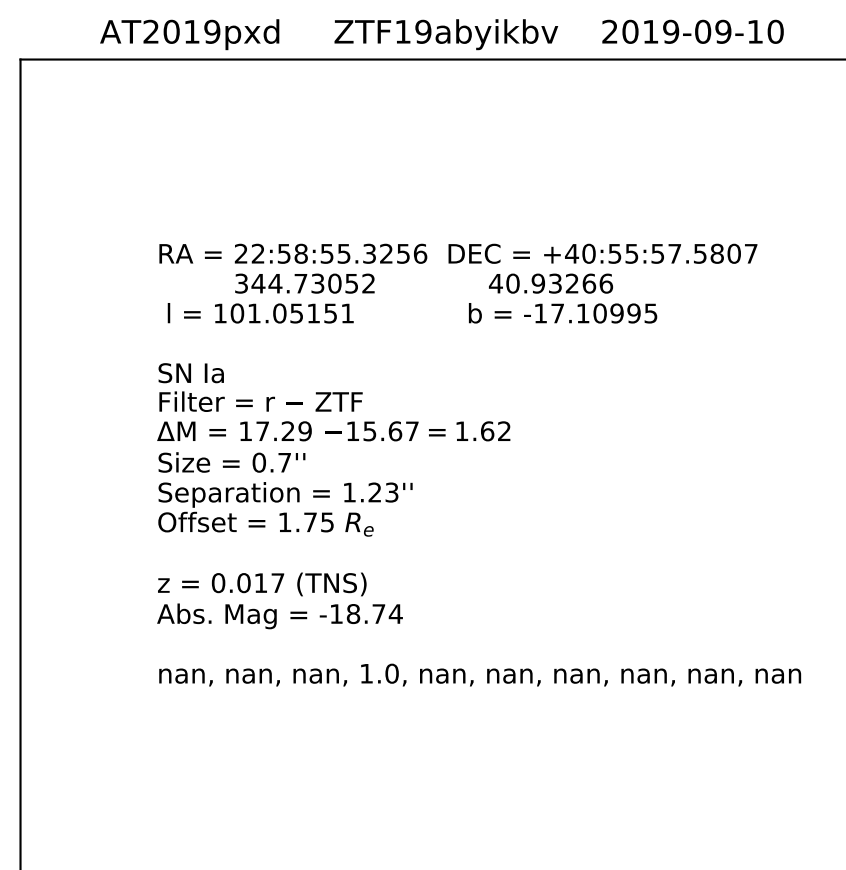 AT2019pxd ZTF19abyikbv 2019-09-10
RA = 22:58:55.3256 DEC = +40:55:57.5807
344.73052 40.93266
l = 101.05151 b = -17.10995
SN Ia
Filter = r − ZTF
ΔM = 17.29 −15.67 = 1.62
Size = 0.7''
Separation = 1.23''
Offset = 1.75 Re
z = 0.017 (TNS)
Abs. Mag = -18.74
nan, nan, nan, 1.0, nan, nan, nan, nan, nan, nan